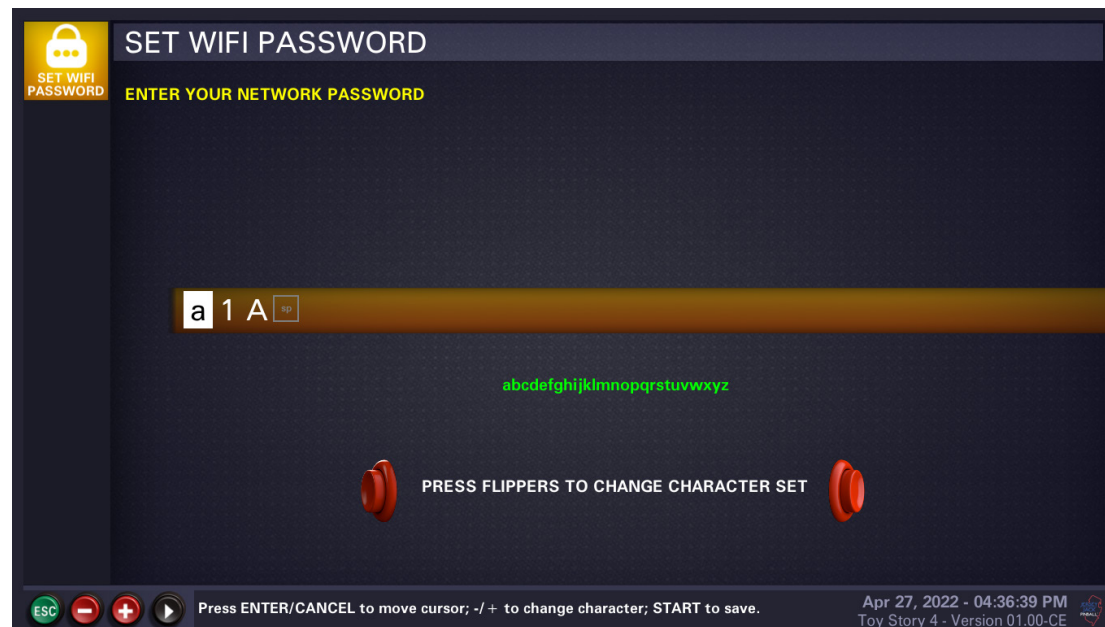 SET WIFI PASSWORD
SET WIFI
PASSWORD
ENTER YOUR NETWORK PASSWORD
a 1 A sp
abcdefghijklmnopqrstuvwxyz
PRESS FLIPPERS TO CHANGE CHARACTER SET
ESC - + Press ENTER/CANCEL to move cursor; -/+ to change character; START to save.
Apr 27, 2022 - 04:36:39 PM
Toy Story 4 - Version 01.00-CE
PINBALL